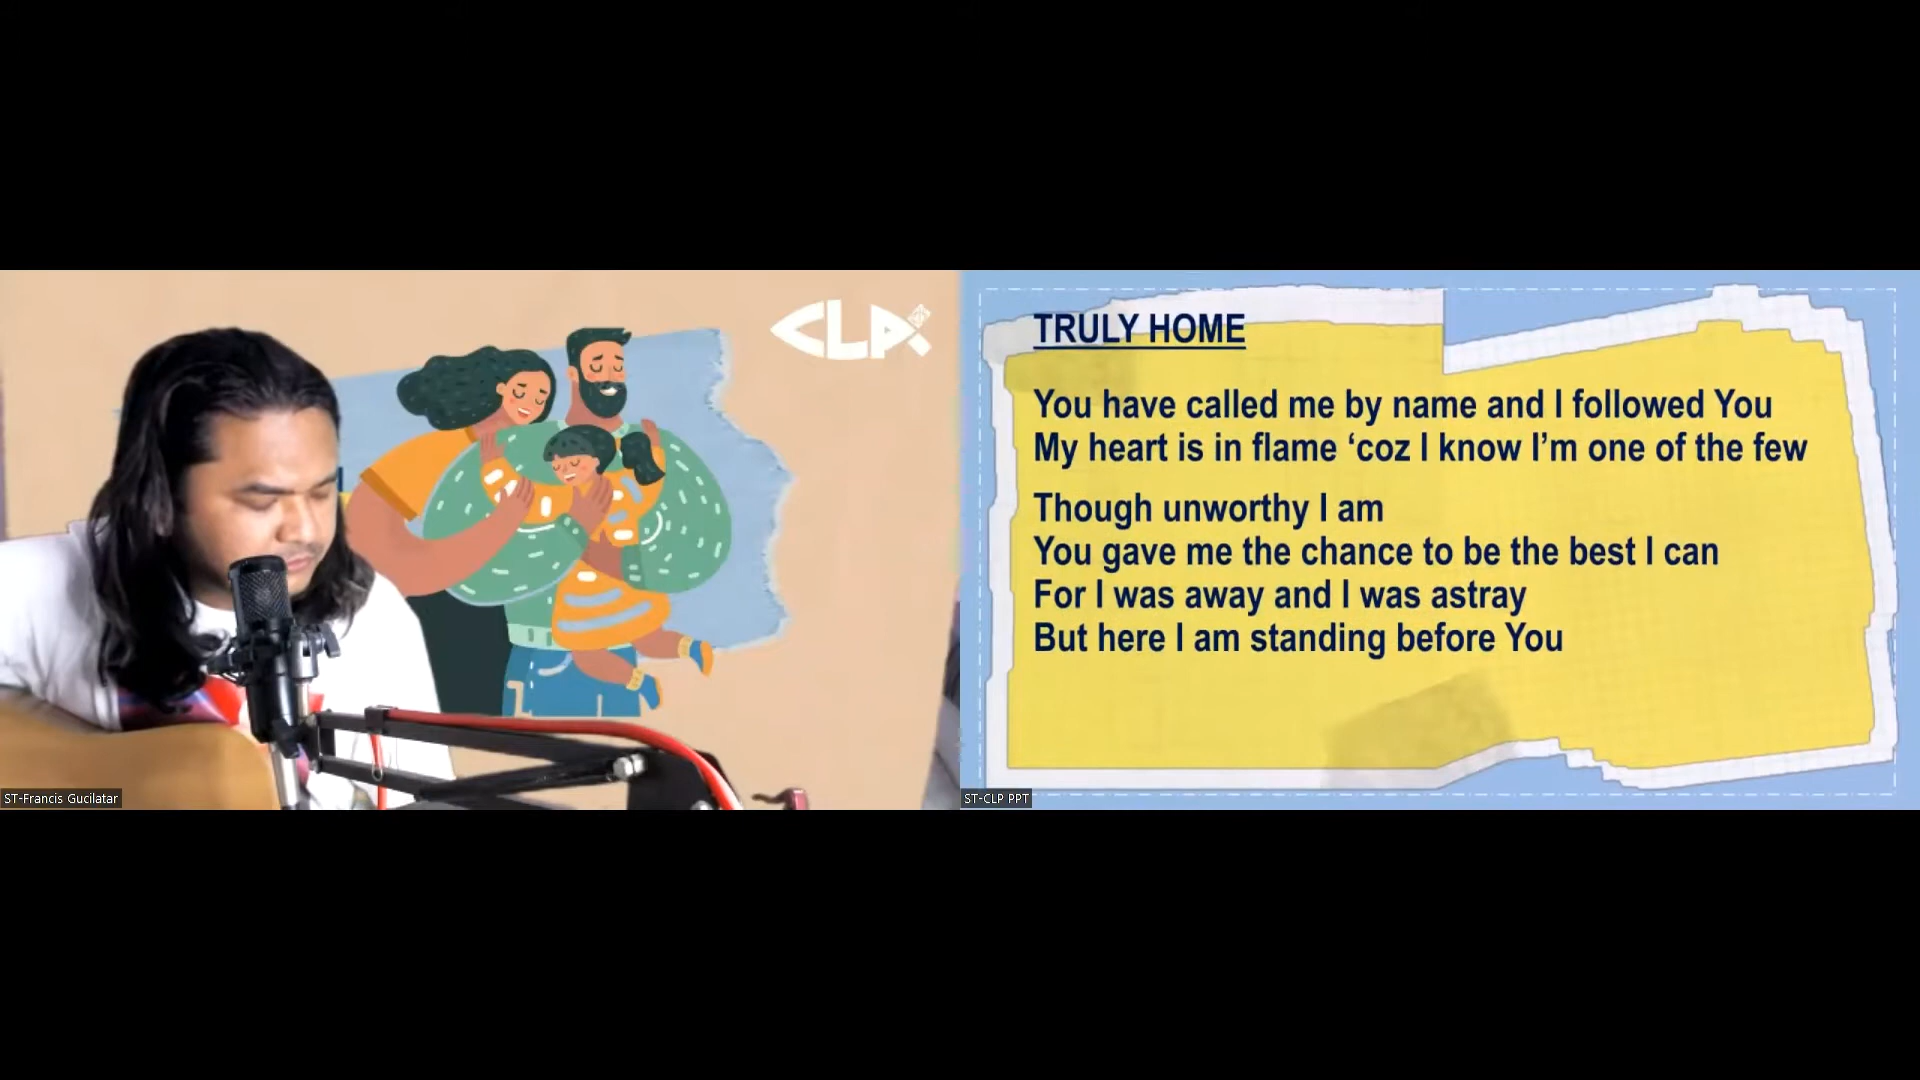 CLP
TRULY HOME
You have called me by name and I followed You
My heart is in flame ‘coz I know I’m one of the few
Though unworthy I am
You gave me the chance to be the best I can
For I was away and I was astray
But here I am standing before You
ST-Francis Gucilatar
ST-CLP PPT